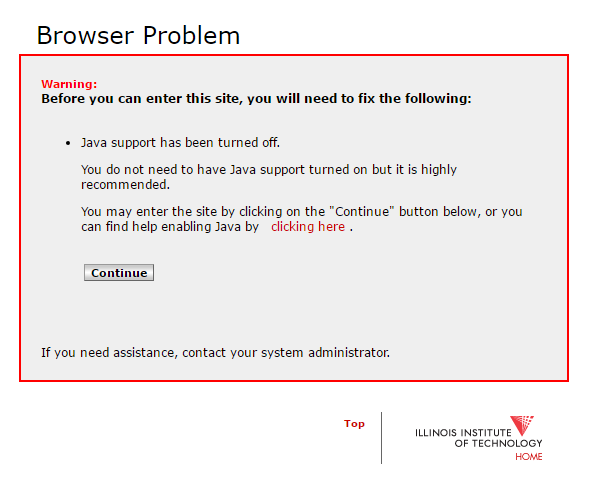 Browser Problem
Warning:
Before you can enter this site, you will need to fix the following:
• Java support has been turned off.
You do not need to have Java support turned on but it is highly
recommended.
You may enter the site by clicking on the "Continue" button below, or you
can find help enabling Java by clicking here .
Continue
If you need assistance, contact your system administrator.
Top
ILLINOIS INSTITUTE
OF TECHNOLOGY
HOME